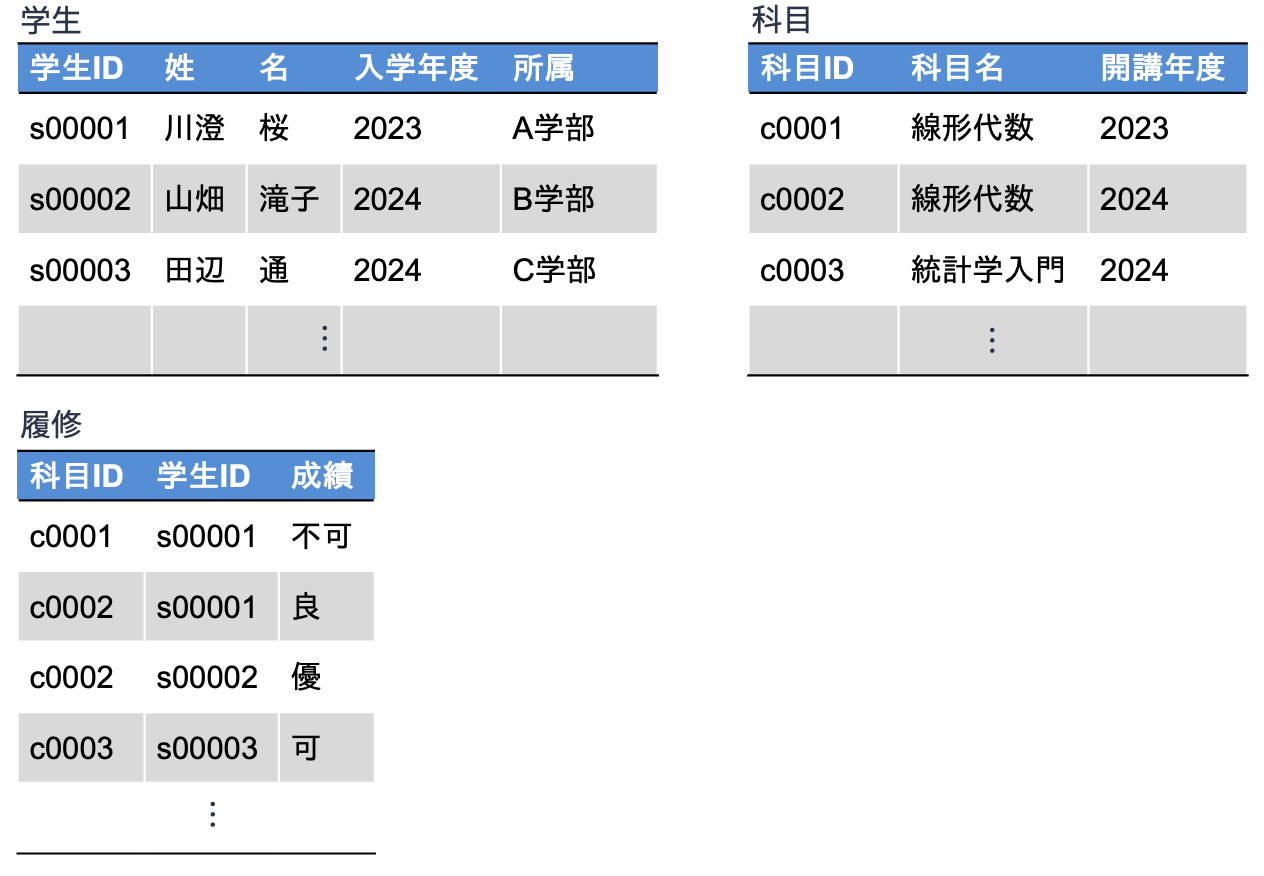 学生
学生ID 姓 名 入学年度 所属
s00001 川澄 桜 2023 A学部
s00002 山畑 滝子 2024 B学部
s00003 田辺 通 2024 C学部
⋮
科目
科目ID 科目名 開講年度
c0001 線形代数 2023
c0002 線形代数 2024
c0003 統計学入門 2024
⋮
履修
科目ID 学生ID 成績
c0001 s00001 不可
c0002 s00001 良
c0002 s00002 優
c0003 s00003 可
⋮